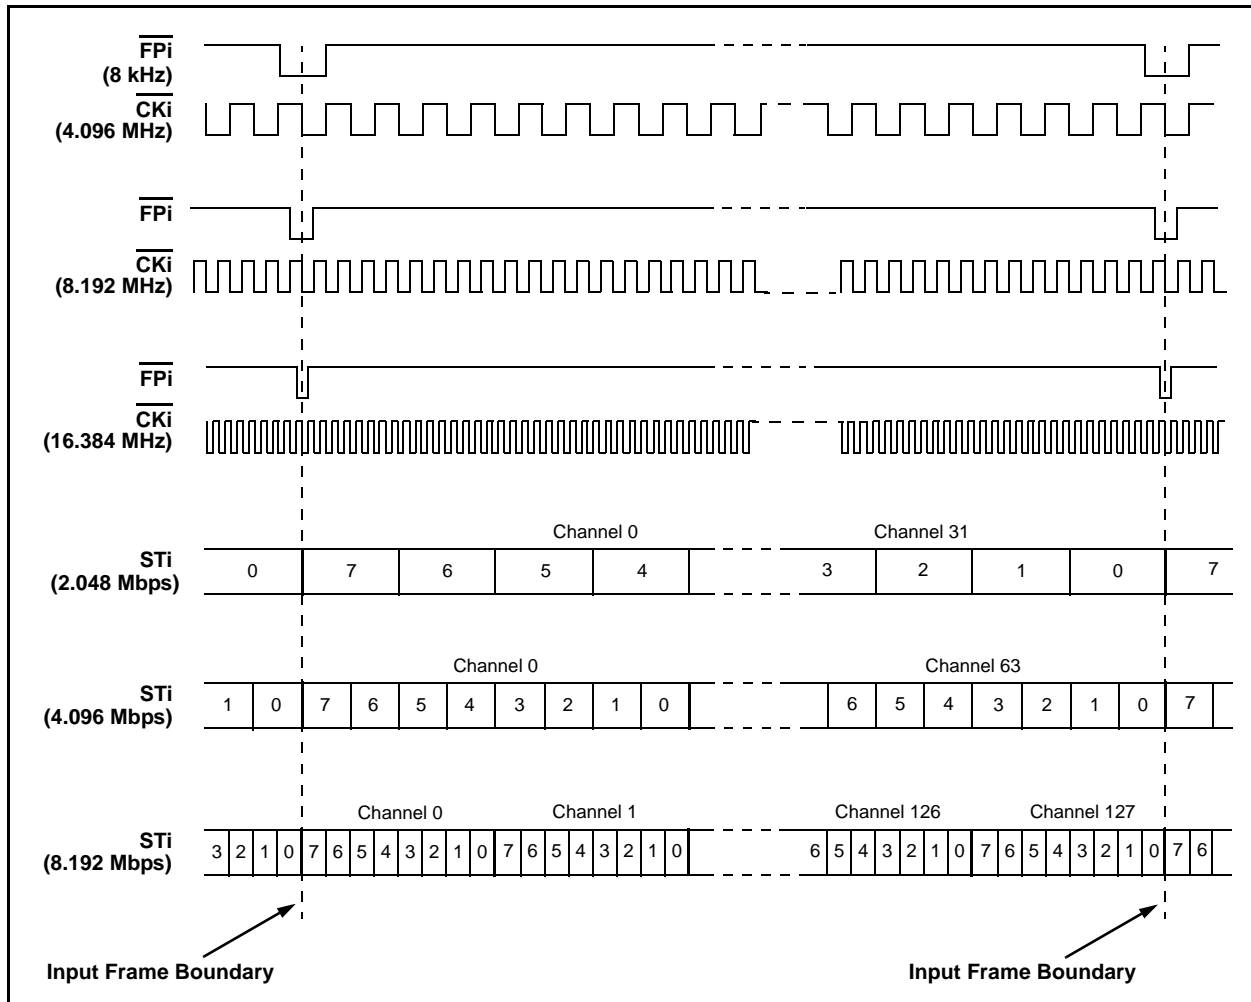 FPi
(8 kHz)
CKi
(4.096 MHz)
FPi
CKi
(8.192 MHz)
FPi
CKi
(16.384 MHz)
Channel 0 Channel 31
STi
(2.048 Mbps)
0 7 6 5 4 3 2 1 0 7
Channel 0 Channel 63
STi
(4.096 Mbps)
1 0 7 6 5 4 3 2 1 0 6 5 4 3 2 1 0 7
Channel 0 Channel 1 Channel 126 Channel 127
STi
(8.192 Mbps)
3 2 1 0 7 6 5 4 3 2 1 0 7 6 5 4 3 2 1 0 6 5 4 3 2 1 0 7 6 5 4 3 2 1 0 7 6
Input Frame Boundary Input Frame Boundary